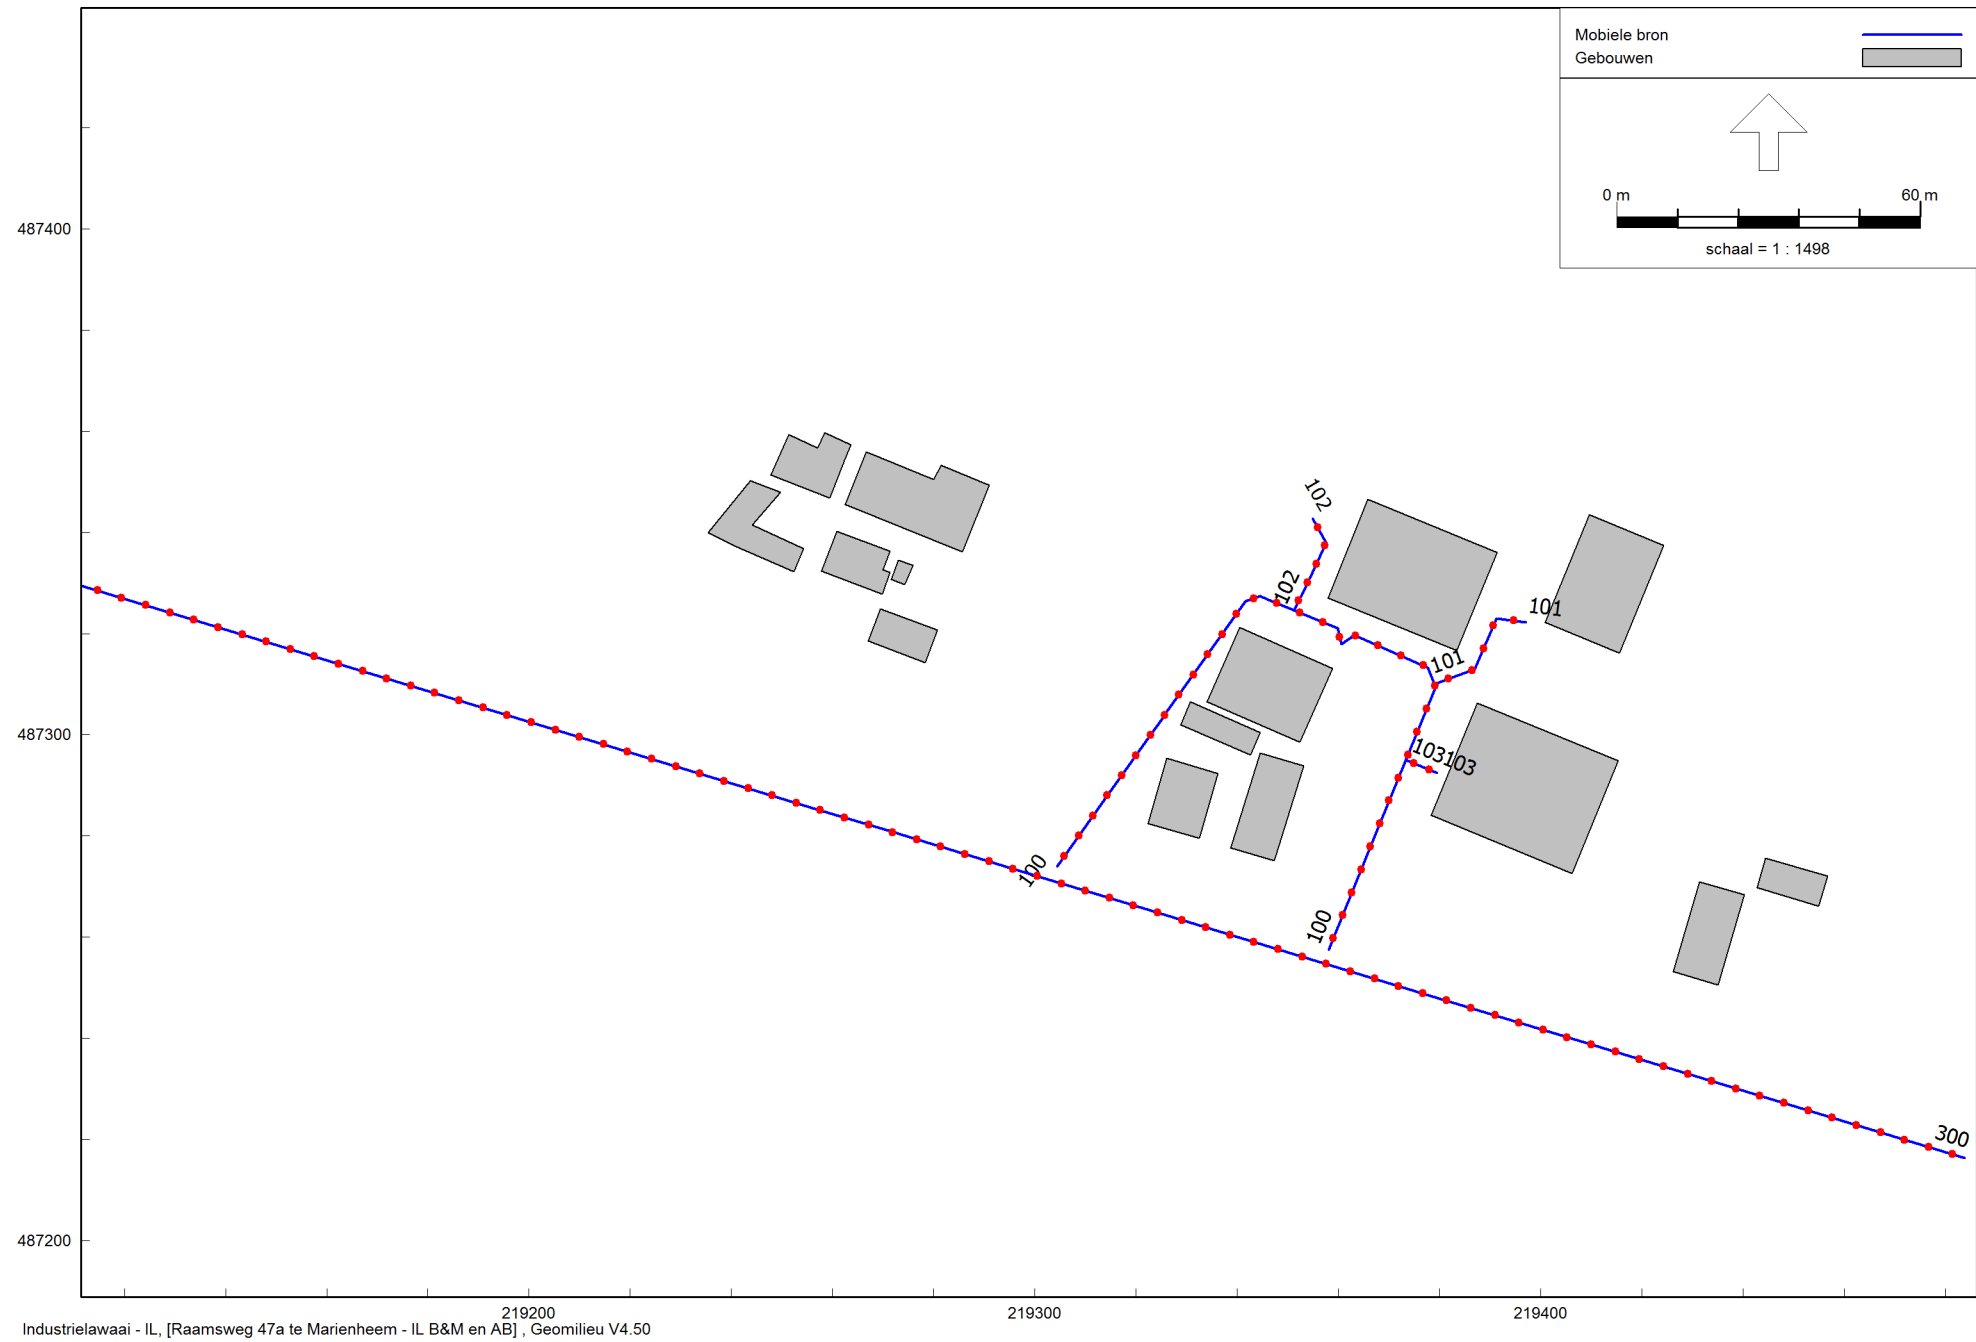 Mobiele bron
Gebouwen
0 m 60 m
schaal = 1 : 1498
487400
487300
487200
102
102
101
101
103103
100
100
300
219200 219300 219400
Industrielawaai - IL, [Raamsweg 47a te Marienheem - IL B&M en AB] , Geomilieu V4.50